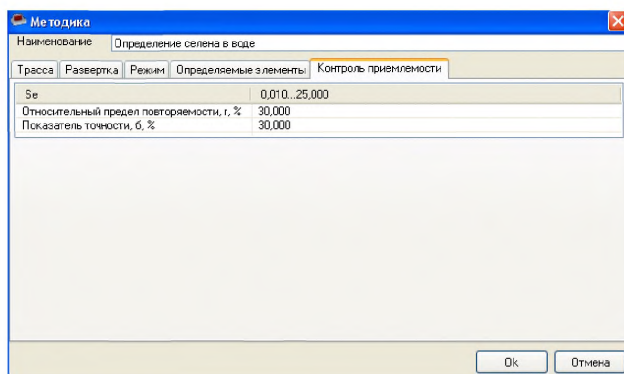 Методика
Наименование Определение селена в воде
Трасса Развертка Режим Определяемые элементы Контроль приемлемости
Se 0,010...25,000
Относительный предел повторяемости, r, % 30,000
Показатель точности, б, % 30,000
Ok Отмена